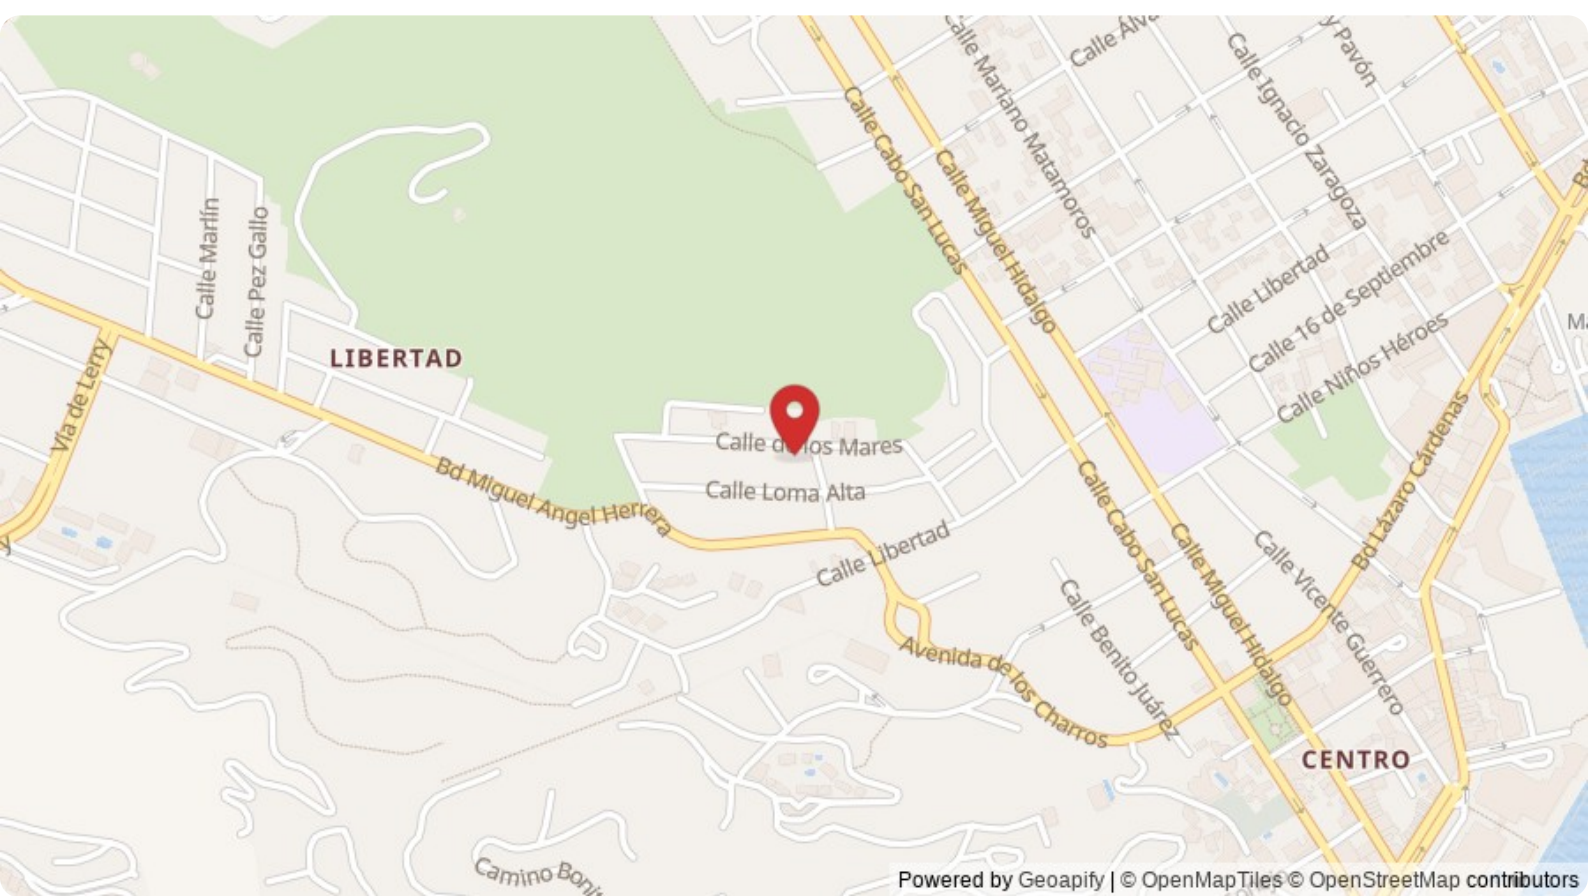 Calle Mariano Matamoros
Calle Ignacio Zaragoza
y Pavón
Calle Cabo San Lucas
Calle Miguel Hidalgo
Calle Marlín
Calle Pez Gallo
Calle Libertad
Calle 16 de Septiembre
Calle Niños Héroes
LIBERTAD
Vía de Lerry
Calle de los Mares
Calle Loma Alta
Bd Miguel Angel Herrera
Calle Libertad
Bd Lázaro Cárdenas
Calle Cabo San Lucas
Calle Miguel Hidalgo
Calle Vicente Guerrero
Calle Benito Juárez
Avenida de los Charros
CENTRO
Camino
Powered by Geoapify | © OpenMapTiles © OpenStreetMap contributors